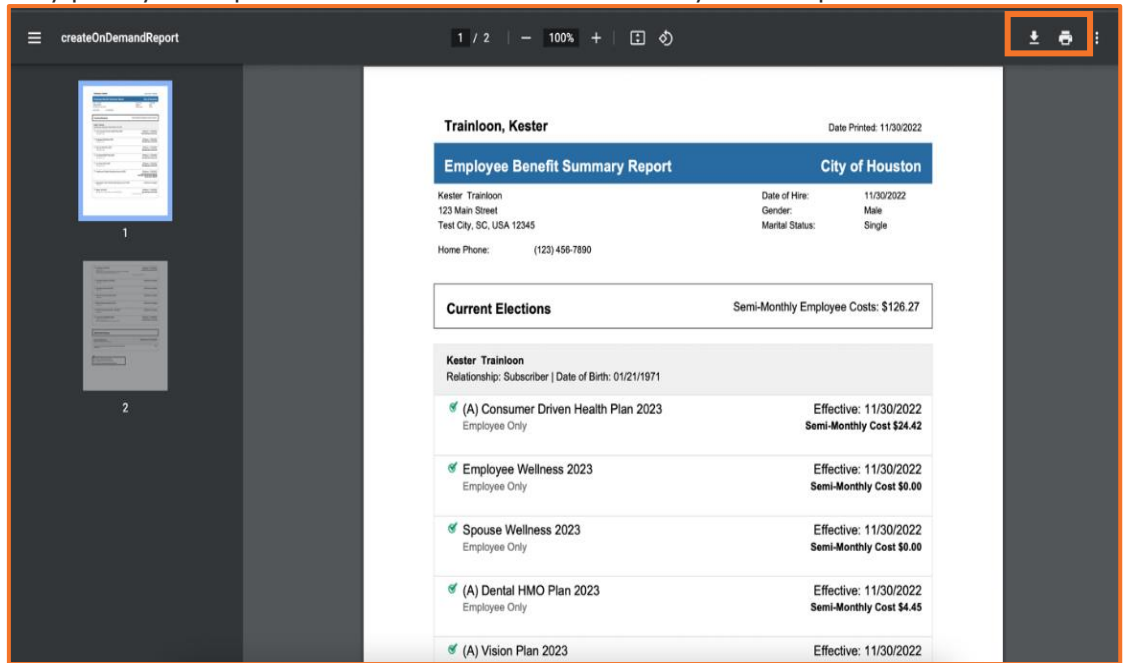 createOnDemandReport
1 / 2 | − 100% +
1
2
Trainloon, Kester Date Printed: 11/30/2022
Employee Benefit Summary Report City of Houston
Kester Trainloon Date of Hire: 11/30/2022
123 Main Street Gender: Male
Test City, SC, USA 12345 Marital Status: Single
Home Phone: (123) 456-7890
Current Elections Semi-Monthly Employee Costs: $126.27
Kester Trainloon
Relationship: Subscriber | Date of Birth: 01/21/1971
(A) Consumer Driven Health Plan 2023 Effective: 11/30/2022
Employee Only Semi-Monthly Cost $24.42
Employee Wellness 2023 Effective: 11/30/2022
Employee Only Semi-Monthly Cost $0.00
Spouse Wellness 2023 Effective: 11/30/2022
Employee Only Semi-Monthly Cost $0.00
(A) Dental HMO Plan 2023 Effective: 11/30/2022
Employee Only Semi-Monthly Cost $4.45
(A) Vision Plan 2023 Effective: 11/30/2022